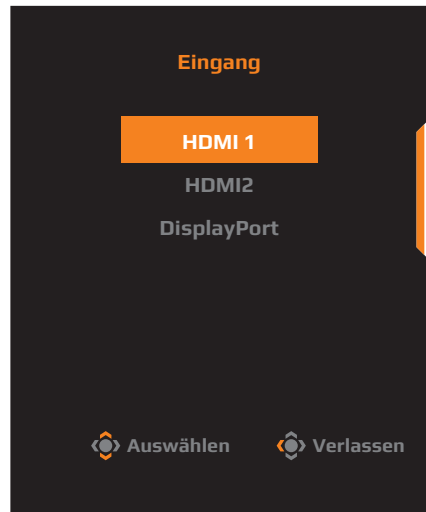 Eingang
HDMI 1
HDMI2
DisplayPort
Auswählen Verlassen